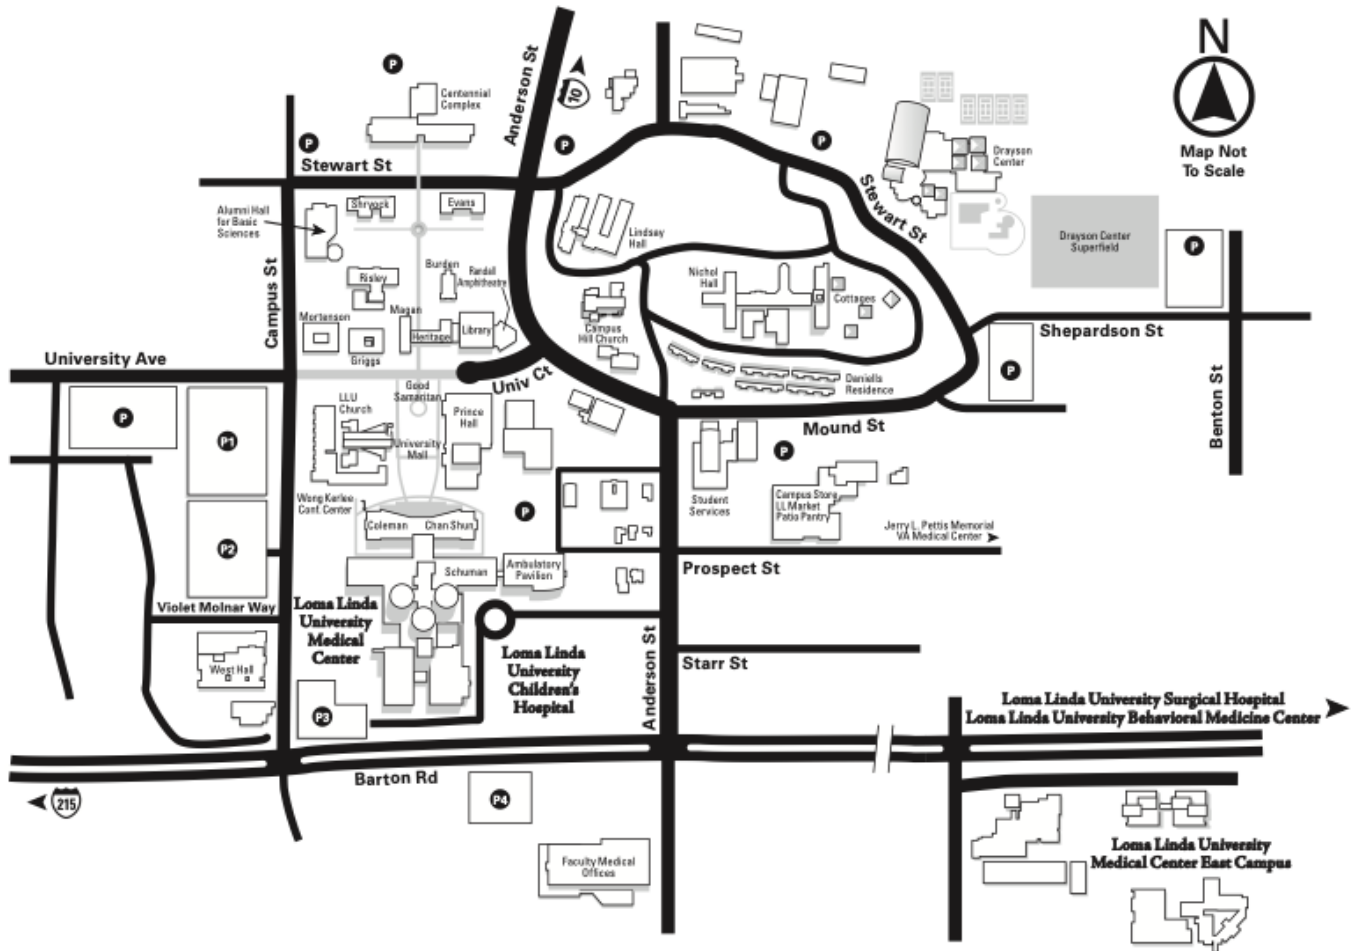 N
Map Not
To Scale
Anderson St
10
P
Centennial
Complex
P
P
P
Stewart St
Drayson
Center
Stewart St
Shryock
Evans
Alumni Hall
for Basic
Sciences
Lindsay
Hall
Drayson Center
Superfield
P
Burden
Randall
Amphitheatre
Risley
Nichol
Hall
Cottages
Campus St
Magan
Mortenson
Heritage
Library
Campus
Hill Church
Shepardson St
Griggs
University Ave
Univ Ct
P
Daniells
Residence
Benton St
Good
Samaritan
LLU
Church
Prince
Hall
P
P1
Mound St
University
Mall
P
Wong Kerlee
Conf. Center
Student
Services
Campus Store
LL Market
Patio Pantry
P
Coleman
Chan Shun
Jerry L. Pettis Memorial
VA Medical Center
P2
Schuman
Ambulatory
Pavilion
Prospect St
Violet Molnar Way
Loma Linda
University
Medical
Center
Loma Linda
University
Children's
Hospital
Anderson St
Starr St
West Hall
P3
Loma Linda University Surgical Hospital
Loma Linda University Behavioral Medicine Center
Barton Rd
215
P4
Faculty Medical
Offices
Loma Linda University
Medical Center East Campus